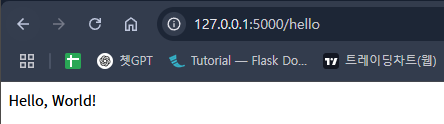 127.0.0.1:5000/hello
챗GPT
Tutorial — Flask Do...
트레이딩차트(웹)
Hello, World!